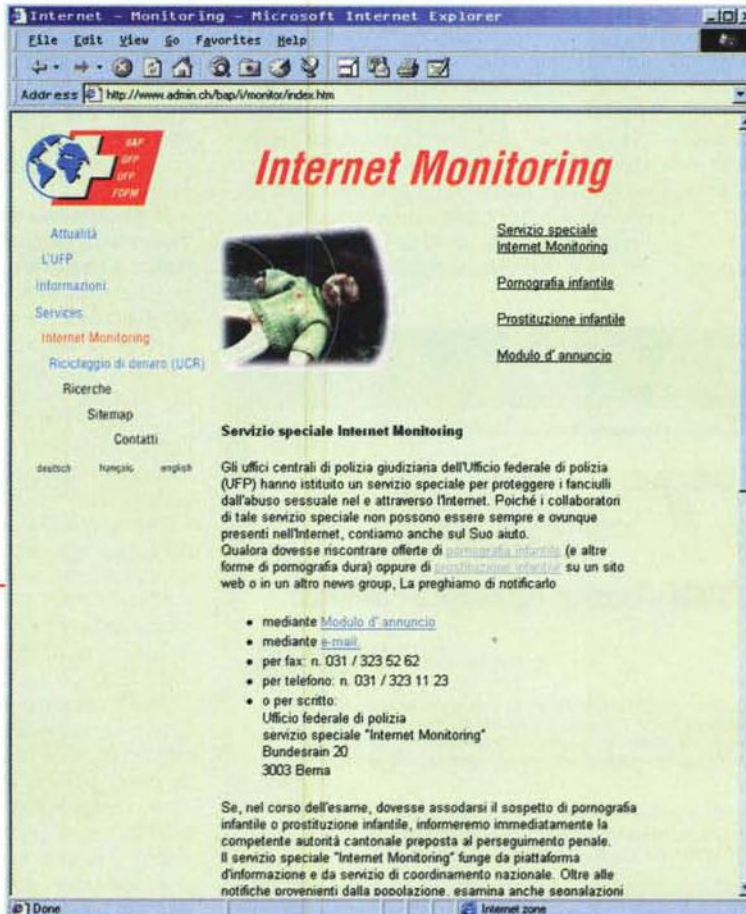 Internet - Monitoring - Microsoft Internet Explorer
File Edit View Go Favorites Help
Address http://www.admin.ch/bap/i/monitor/index.htm
BAP
OFP
UFP
FOPM
Internet Monitoring
Attualità
L'UFP
Informazioni
Services
Internet Monitoring
Riciclaggio di denaro (UCR)
Ricerche
Sitemap
Contatti
deutsch français english
Servizio speciale
Internet Monitoring
Pornografia infantile
Prostituzione infantile
Modulo d'annuncio
Servizio speciale Internet Monitoring
Gli uffici centrali di polizia giudiziaria dell'Ufficio federale di polizia
(UFP) hanno istituito un servizio speciale per proteggere i fanciulli
dall'abuso sessuale nel e attraverso l'Internet. Poiché i collaboratori
di tale servizio speciale non possono essere sempre e ovunque
presenti nell'Internet, contiamo anche sul Suo aiuto.
Qualora dovesse riscontrare offerte di pornografia infantile (e altre
forme di pornografia dura) oppure di prostituzione infantile su un sito
web o in un altro news group, La preghiamo di notificarlo
• mediante Modulo d'annuncio
• mediante e-mail:
• per fax: n. 031 / 323 52 62
• per telefono: n. 031 / 323 11 23
• o per scritto:
Ufficio federale di polizia
servizio speciale "Internet Monitoring"
Bundesrain 20
3003 Berna
Se, nel corso dell'esame, dovesse assodarsi il sospetto di pornografia
infantile o prostituzione infantile, informeremo immediatamente la
competente autorità cantonale preposta al perseguimento penale.
Il servizio speciale "Internet Monitoring" funge da piattaforma
d'informazione e da servizio di coordinamento nazionale. Oltre alle
notifiche provenienti dalla popolazione, esamina anche segnalazioni
Done
Internet zone